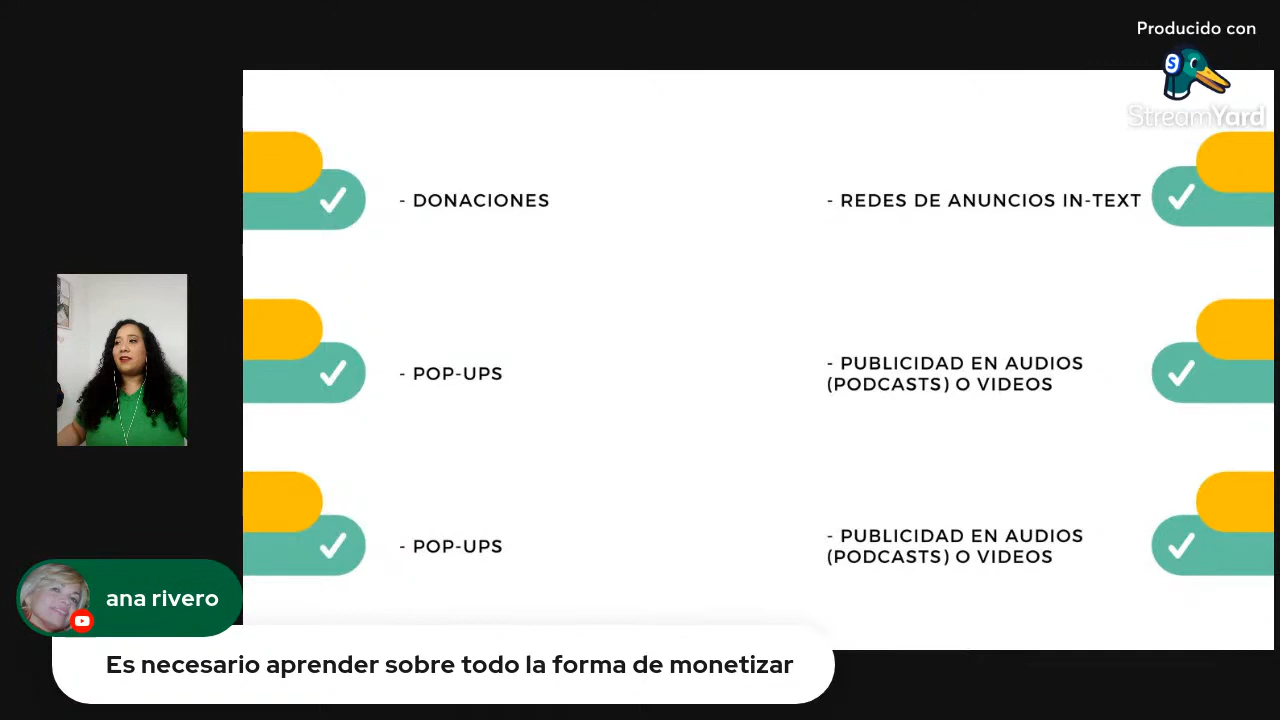 Producido con
StreamYard
- DONACIONES
- REDES DE ANUNCIOS IN-TEXT
- POP-UPS
- PUBLICIDAD EN AUDIOS
(PODCASTS) O VIDEOS
- POP-UPS
- PUBLICIDAD EN AUDIOS
(PODCASTS) O VIDEOS
ana rivero
Es necesario aprender sobre todo la forma de monetizar